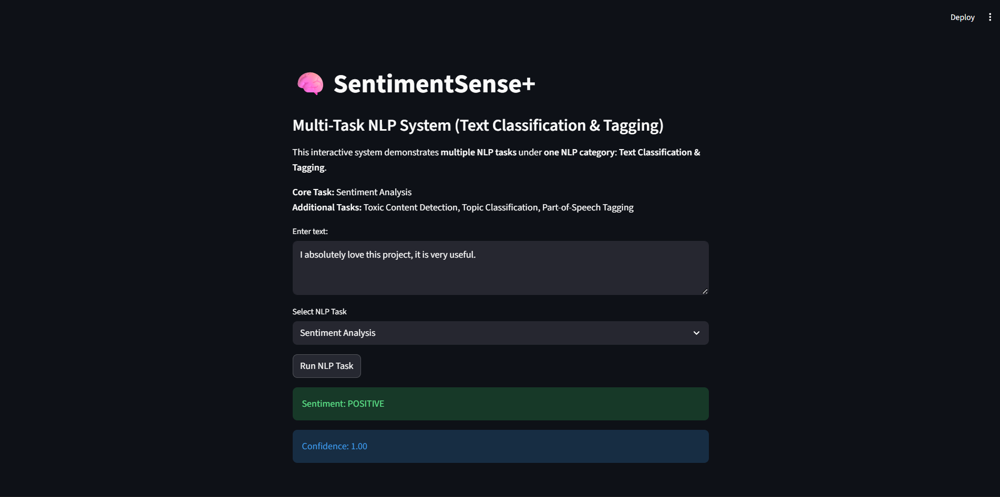 Deploy
SentimentSense+
Multi-Task NLP System (Text Classification & Tagging)
This interactive system demonstrates multiple NLP tasks under one NLP category: Text Classification &
Tagging.
Core Task: Sentiment Analysis
Additional Tasks: Toxic Content Detection, Topic Classification, Part-of-Speech Tagging
Enter text:
I absolutely love this project, it is very useful.
Select NLP Task
Sentiment Analysis
Run NLP Task
Sentiment: POSITIVE
Confidence: 1.00